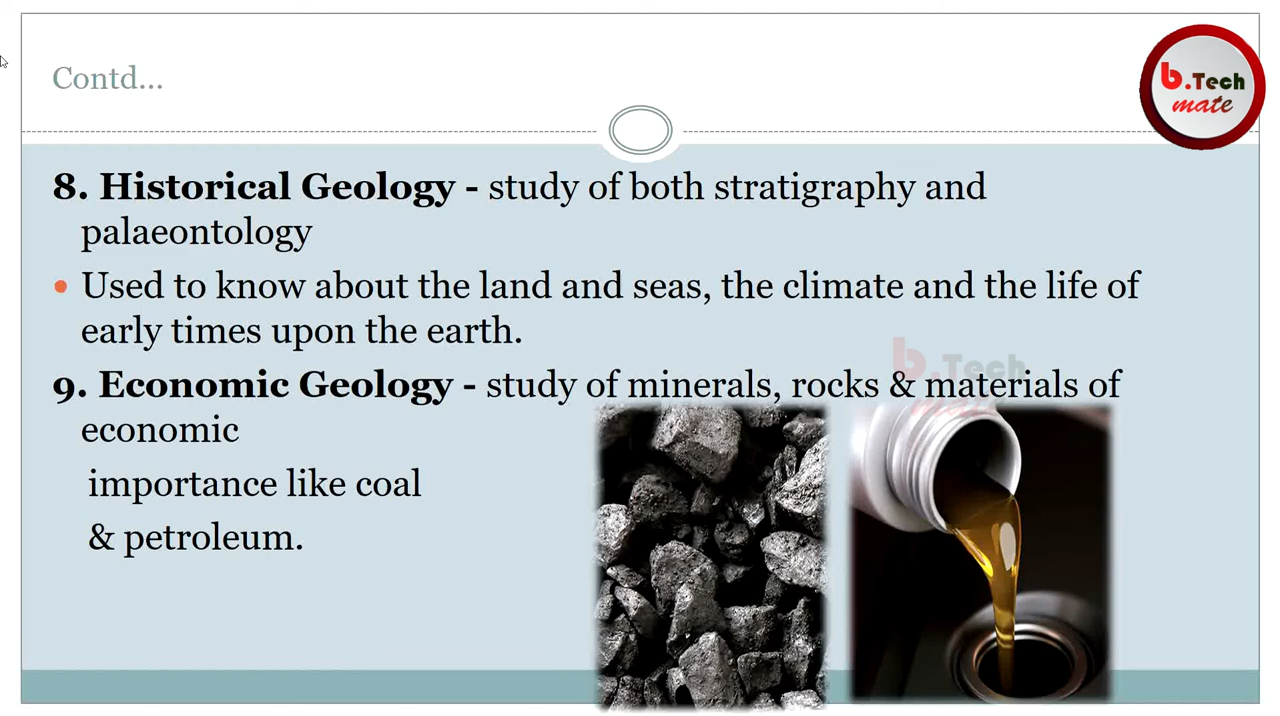 Contd...
b.Tech
mate
8. Historical Geology - study of both stratigraphy and
palaeontology
• Used to know about the land and seas, the climate and the life of
early times upon the earth.
b.Tech
mate
9. Economic Geology - study of minerals, rocks & materials of
economic
importance like coal
& petroleum.